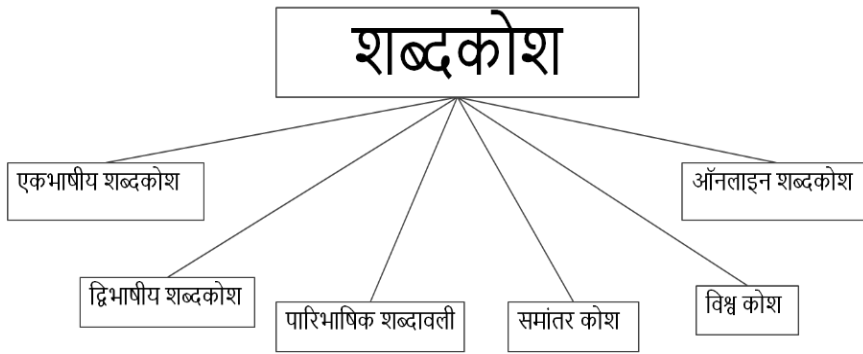 शब्दकोश
एकभाषीय शब्दकोश
ऑनलाइन शब्दकोश
द्विभाषीय शब्दकोश
पारिभाषिक शब्दावली
समांतर कोश
विश्व कोश